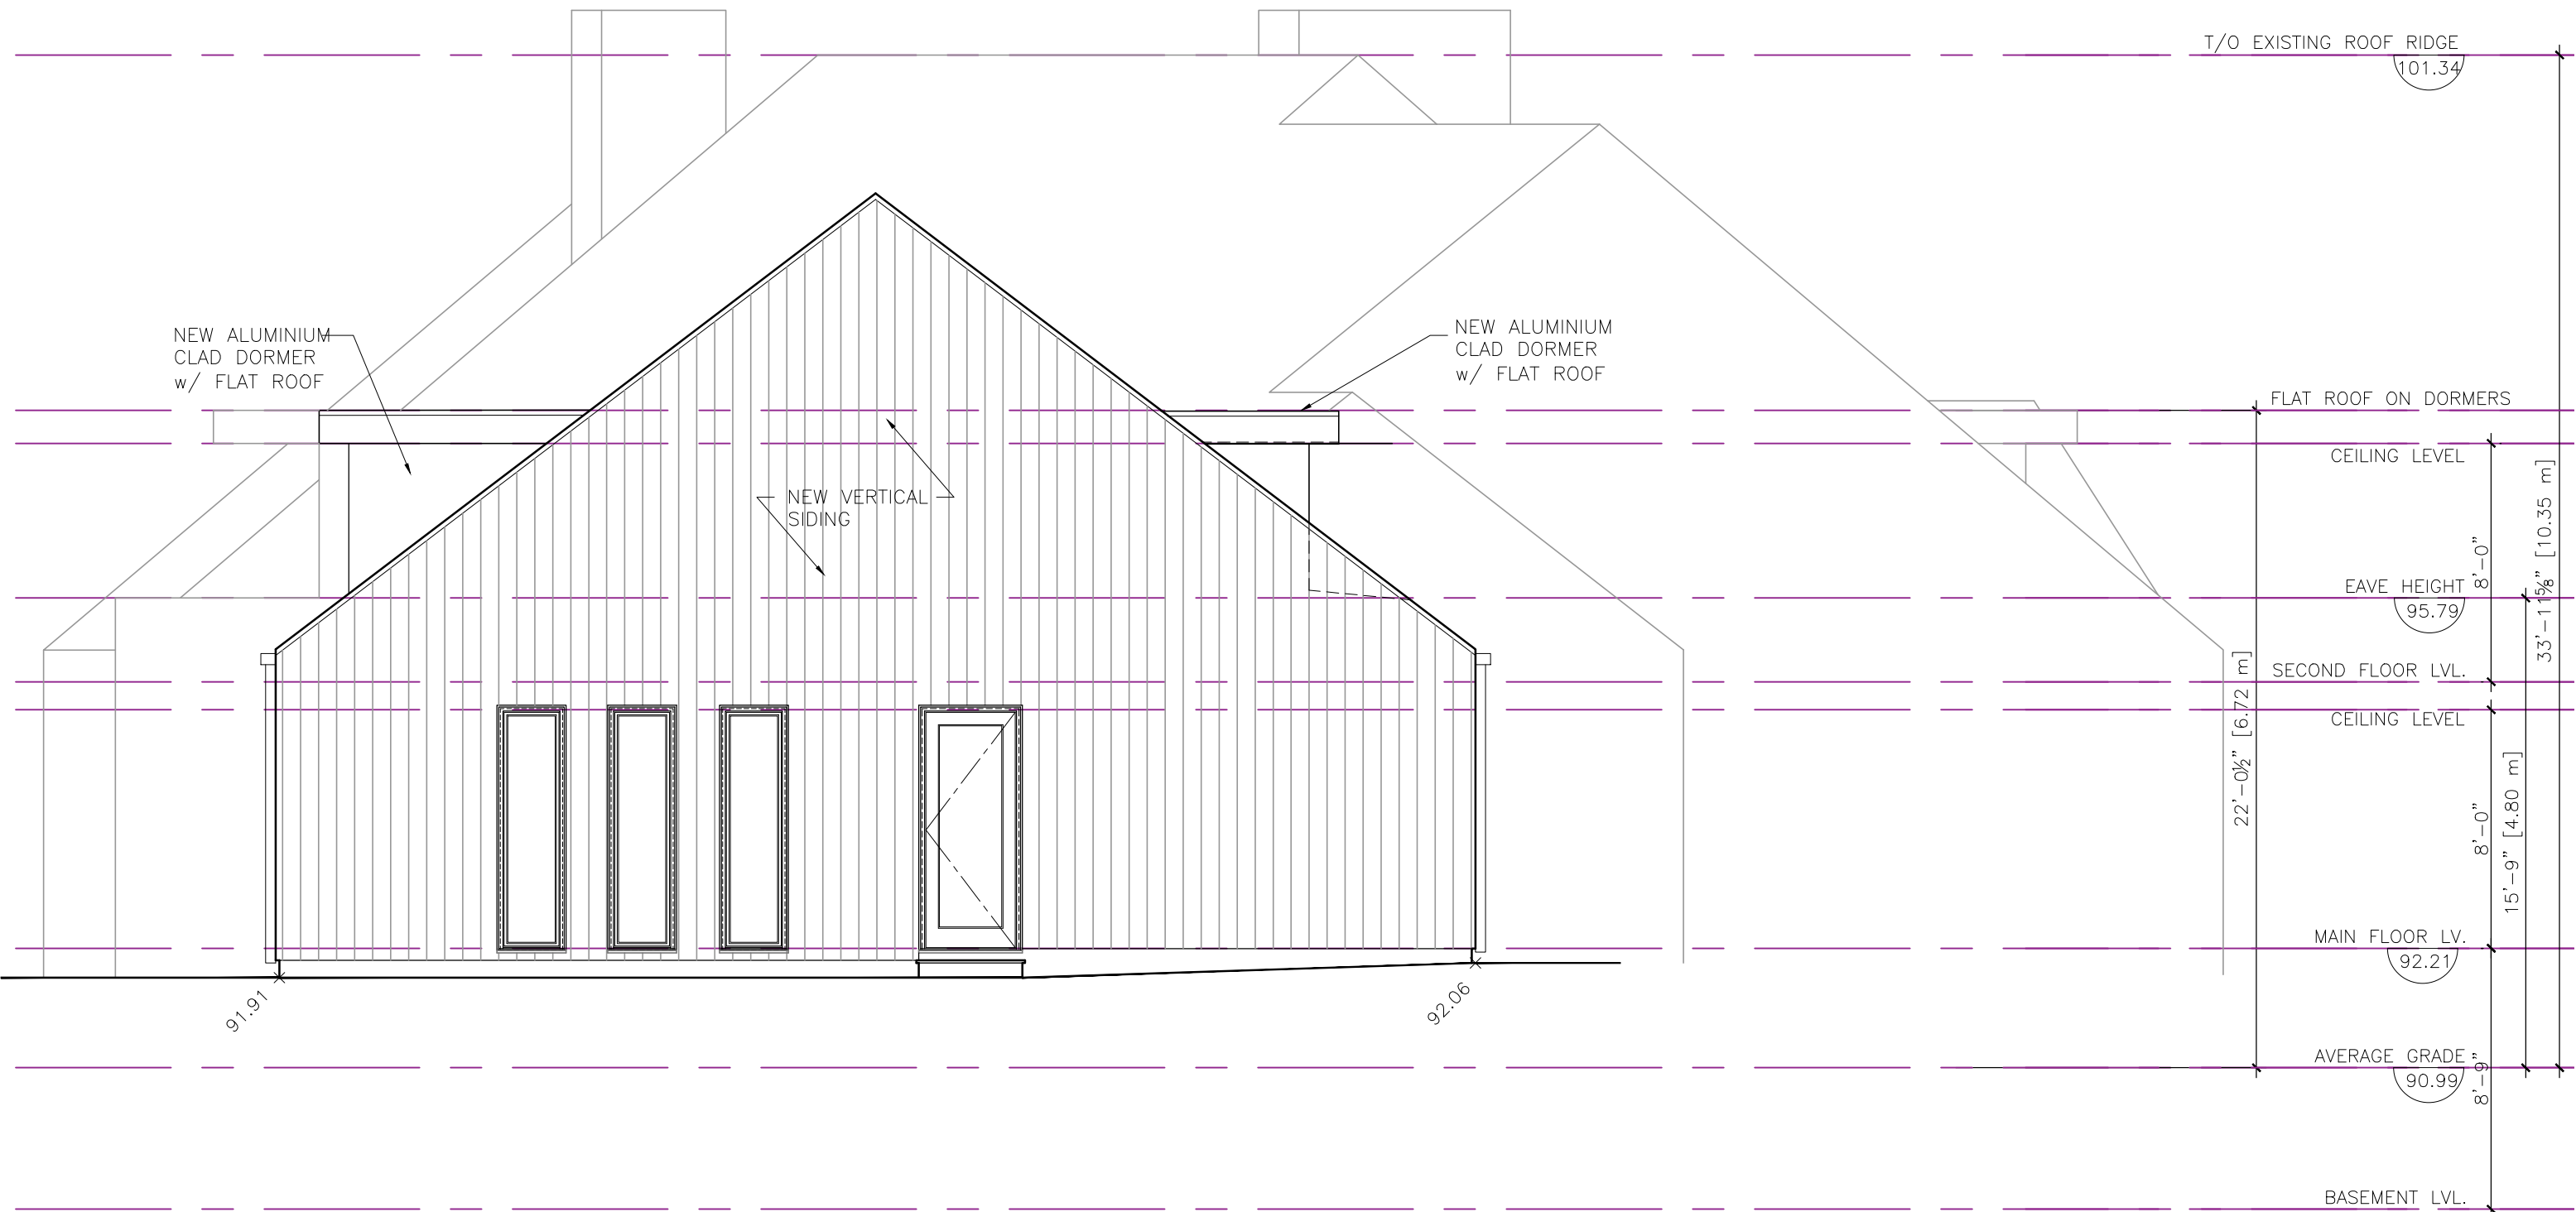 T/O EXISTING ROOF RIDGE
101.34
NEW ALUMINIUM
CLAD DORMER
w/ FLAT ROOF
NEW ALUMINIUM
CLAD DORMER
w/ FLAT ROOF
FLAT ROOF ON DORMERS
CEILING LEVEL
NEW VERTICAL
SIDING
8'-0"
33'-11⅝" [10.35 m]
EAVE HEIGHT
95.79
SECOND FLOOR LVL.
22'-0½" [6.72 m]
CEILING LEVEL
8'-0"
15'-9" [4.80 m]
MAIN FLOOR LV.
92.21
91.91
92.06
AVERAGE GRADE
90.99
8'-9"
BASEMENT LVL.